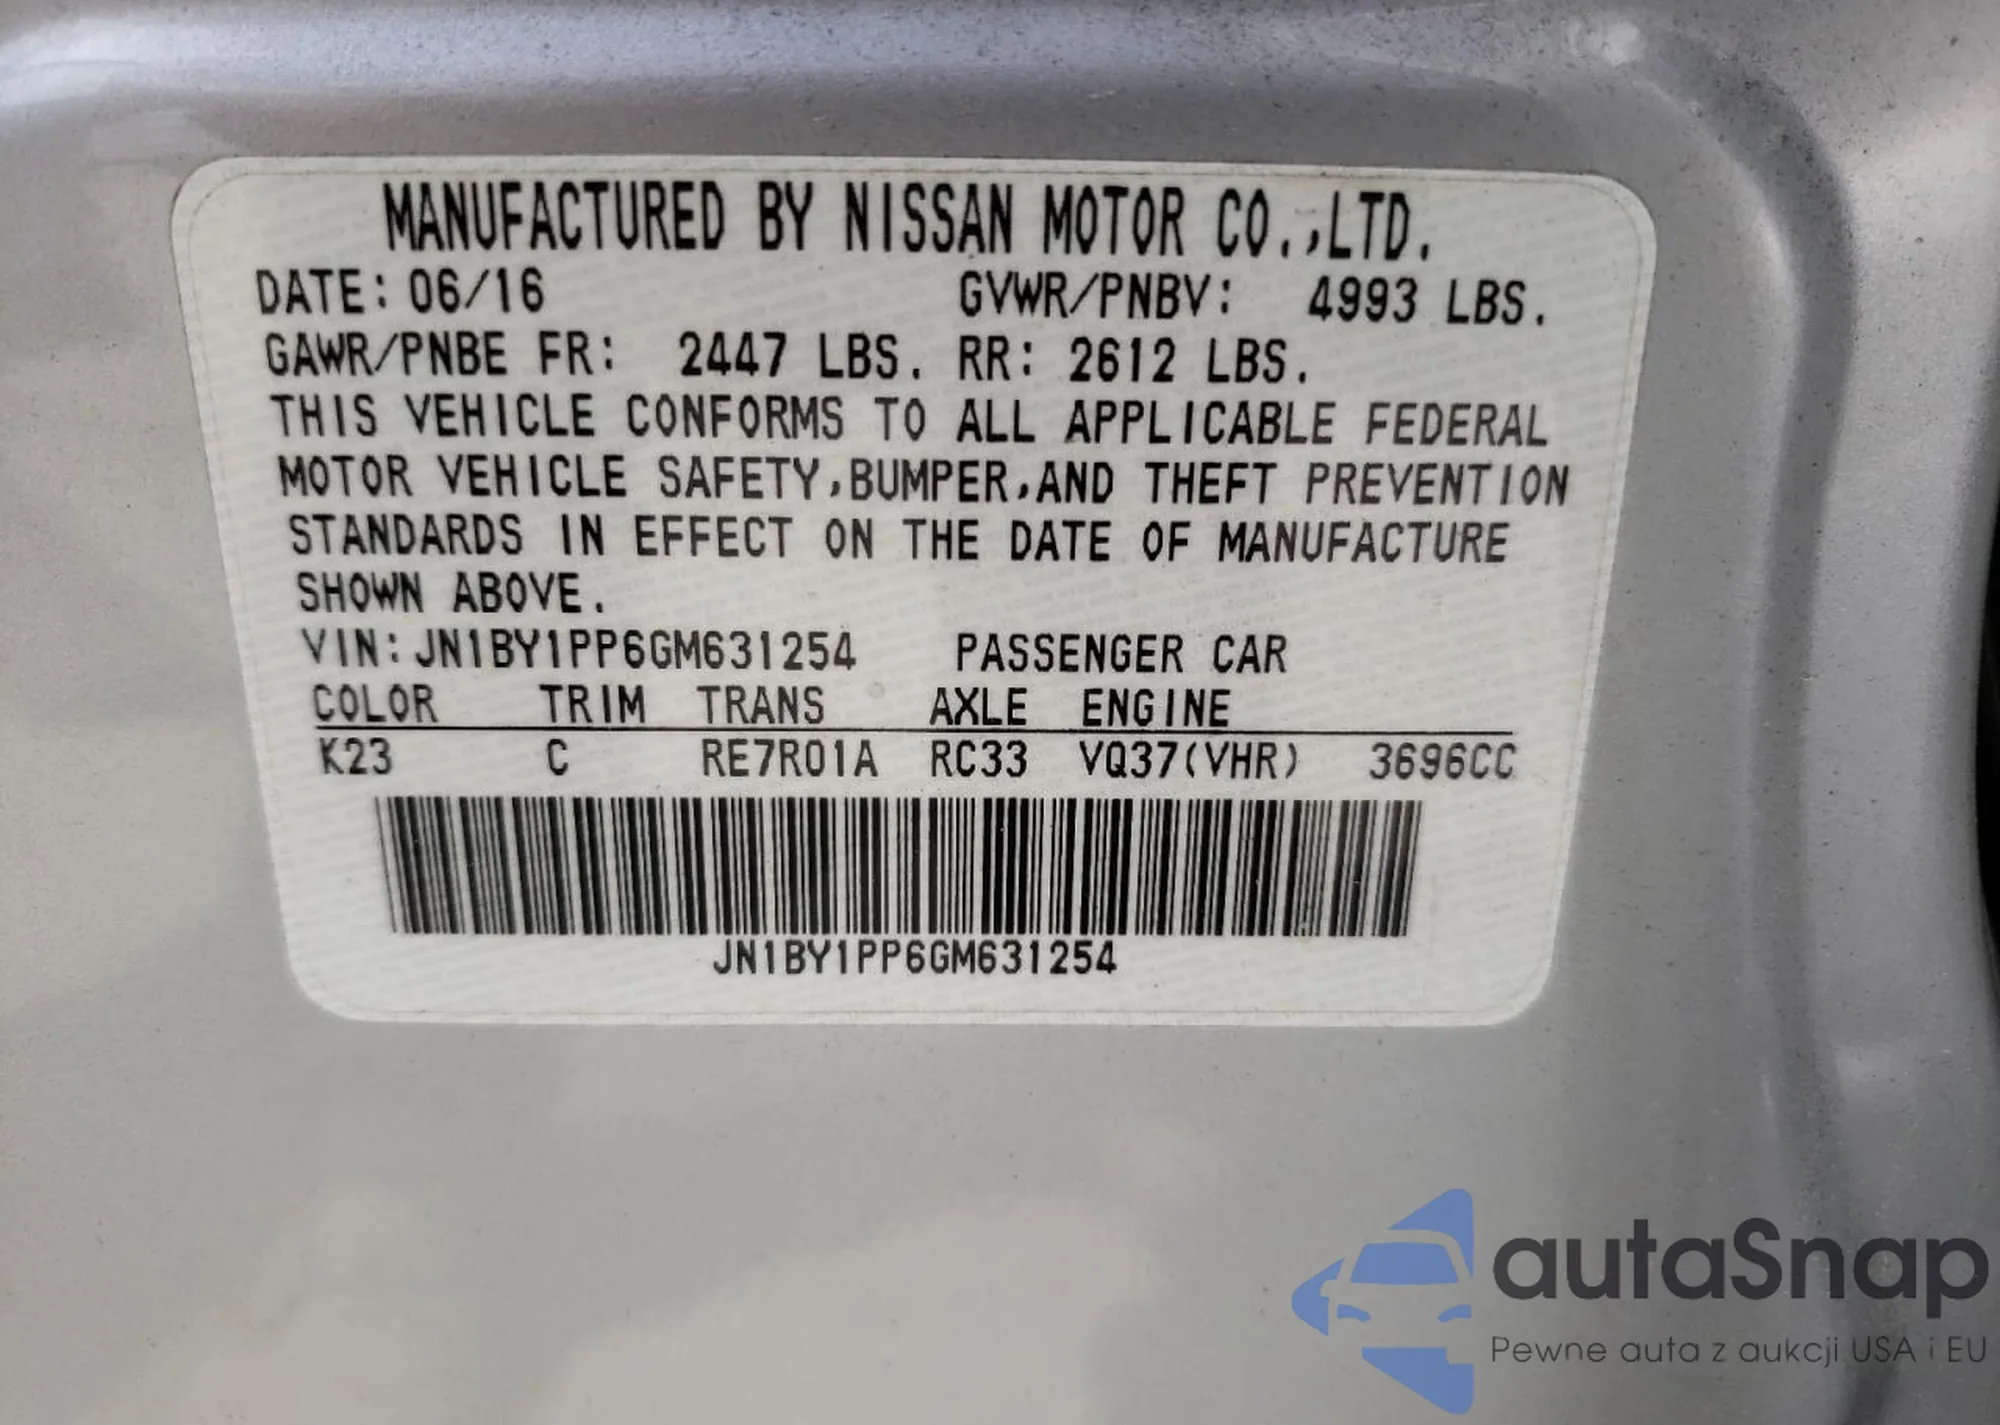 MANUFACTURED BY NISSAN MOTOR CO.,LTD.
DATE: 06/16 GVWR/PNBV: 4993 LBS.
GAWR/PNBE FR: 2447 LBS. RR: 2612 LBS.
THIS VEHICLE CONFORMS TO ALL APPLICABLE FEDERAL
MOTOR VEHICLE SAFETY,BUMPER,AND THEFT PREVENTION
STANDARDS IN EFFECT ON THE DATE OF MANUFACTURE
SHOWN ABOVE.
VIN:JN1BY1PP6GM631254 PASSENGER CAR
COLOR TRIM TRANS AXLE ENGINE
K23 C RE7R01A RC33 VQ37(VHR) 3696CC
JN1BY1PP6GM631254
autaSnap
Pewne auta z aukcji USA i EU